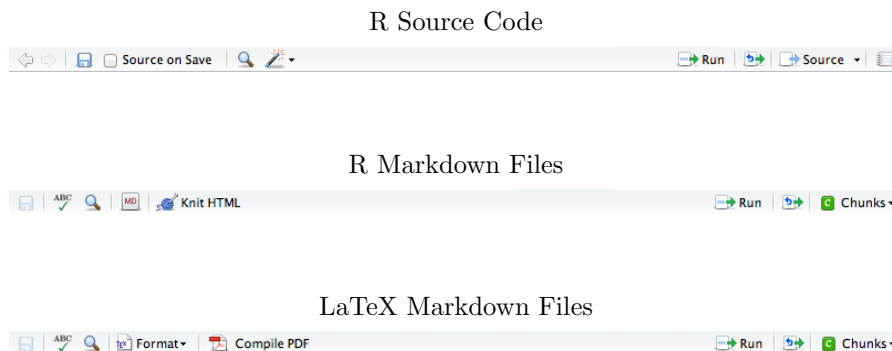 R Source Code
Source on Save Run Source
R Markdown Files
ABC MD Knit HTML Run C Chunks
LaTeX Markdown Files
ABC TEX Format Compile PDF Run C Chunks